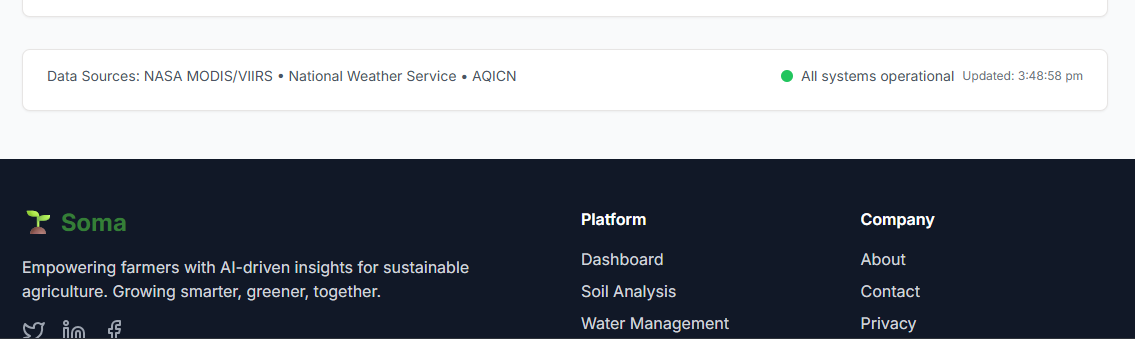 Data Sources: NASA MODIS/VIIRS • National Weather Service • AQICN
All systems operational Updated: 3:48:58 pm
Soma
Empowering farmers with AI-driven insights for sustainable
agriculture. Growing smarter, greener, together.
Platform
Dashboard
Soil Analysis
Water Management
Company
About
Contact
Privacy